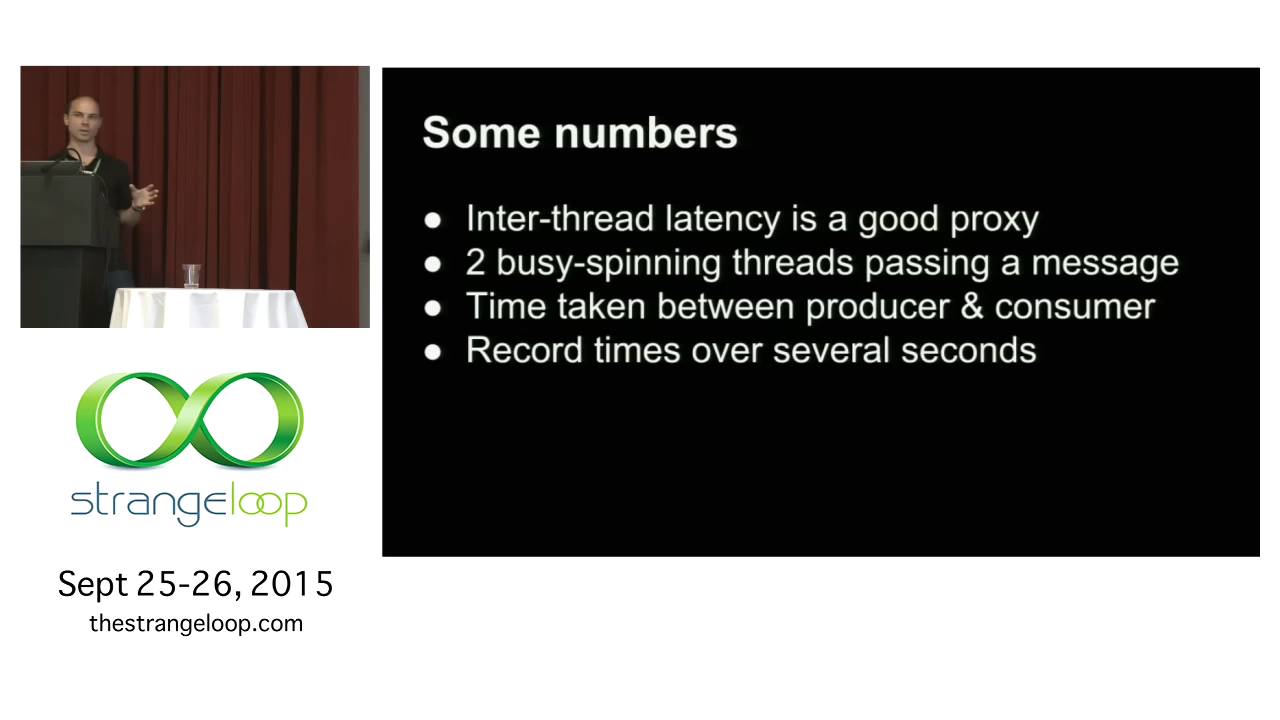 Some numbers
● Inter-thread latency is a good proxy
● 2 busy-spinning threads passing a message
● Time taken between producer & consumer
● Record times over several seconds
strangeloop
Sept 25-26, 2015
thestrangeloop.com